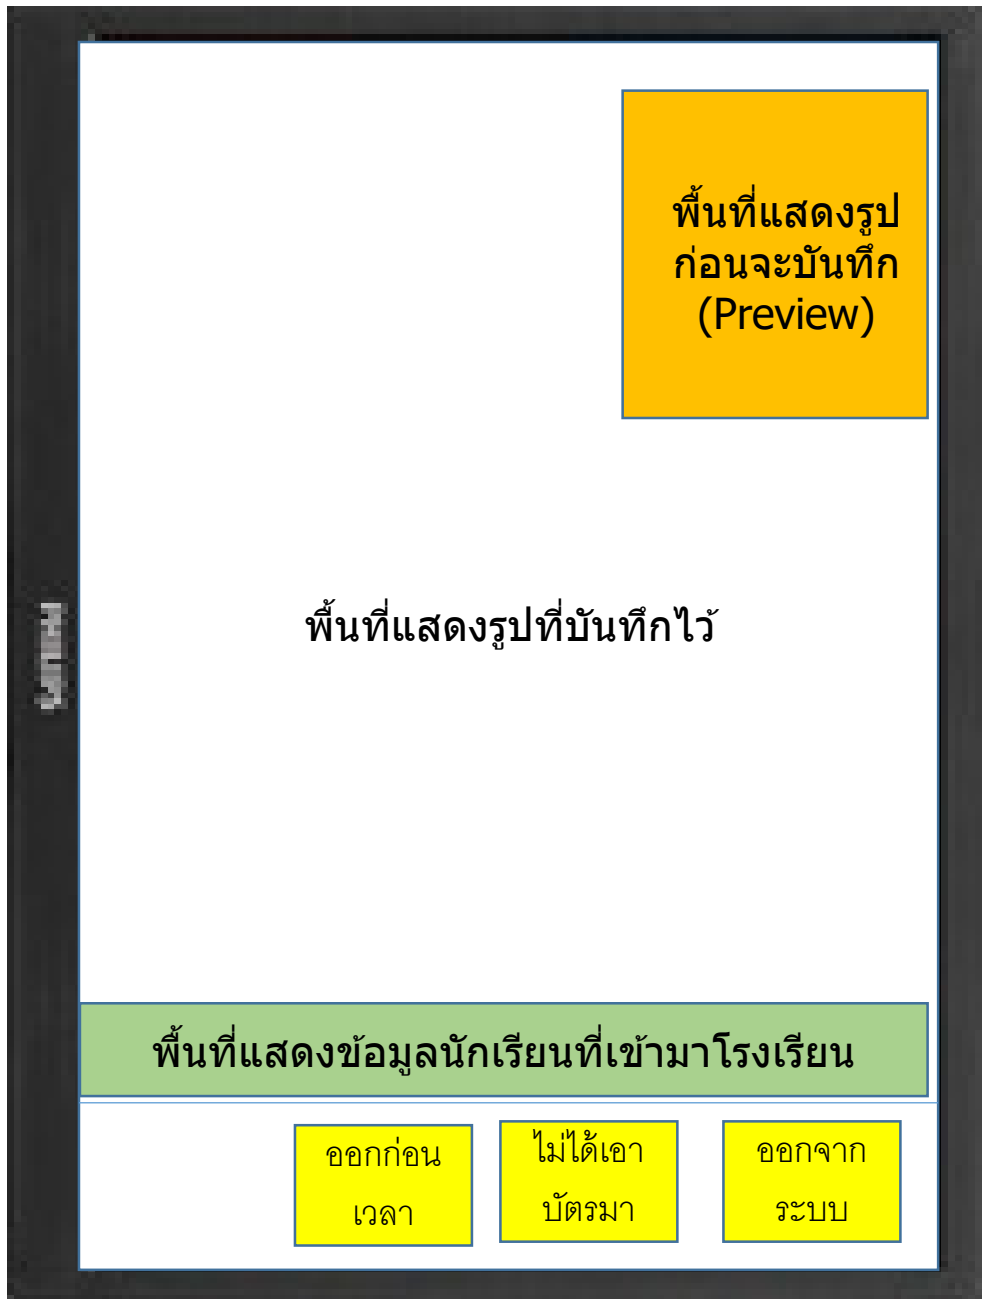 พื้นที่แสดงรูป
ก่อนจะบันทึก
(Preview)
พื้นที่แสดงรูปที่บันทึกไว้
พื้นที่แสดงข้อมูลนักเรียนที่เข้ามาโรงเรียน
ออกก่อน
เวลา
ไม่ได้เอา
บัตรมา
ออกจาก
ระบบ